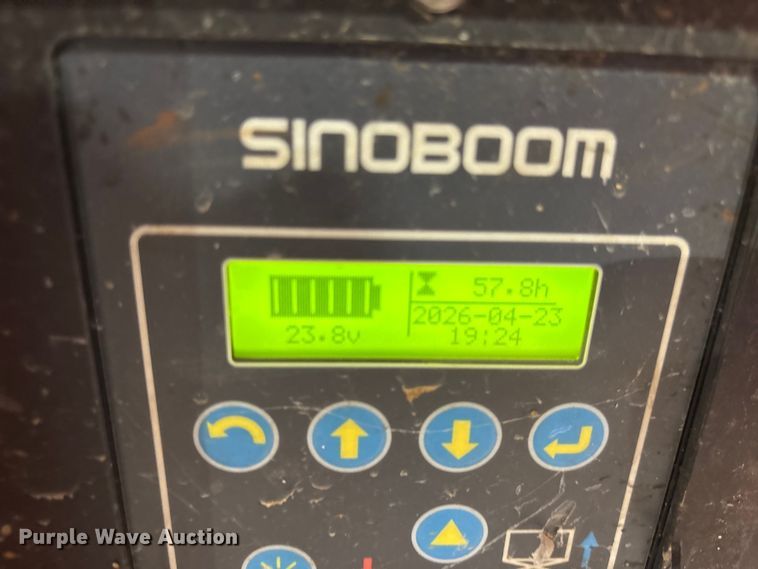 SINOBOOM
57.8h
2026-04-23
23.8v
19:24
Purple Wave Auction